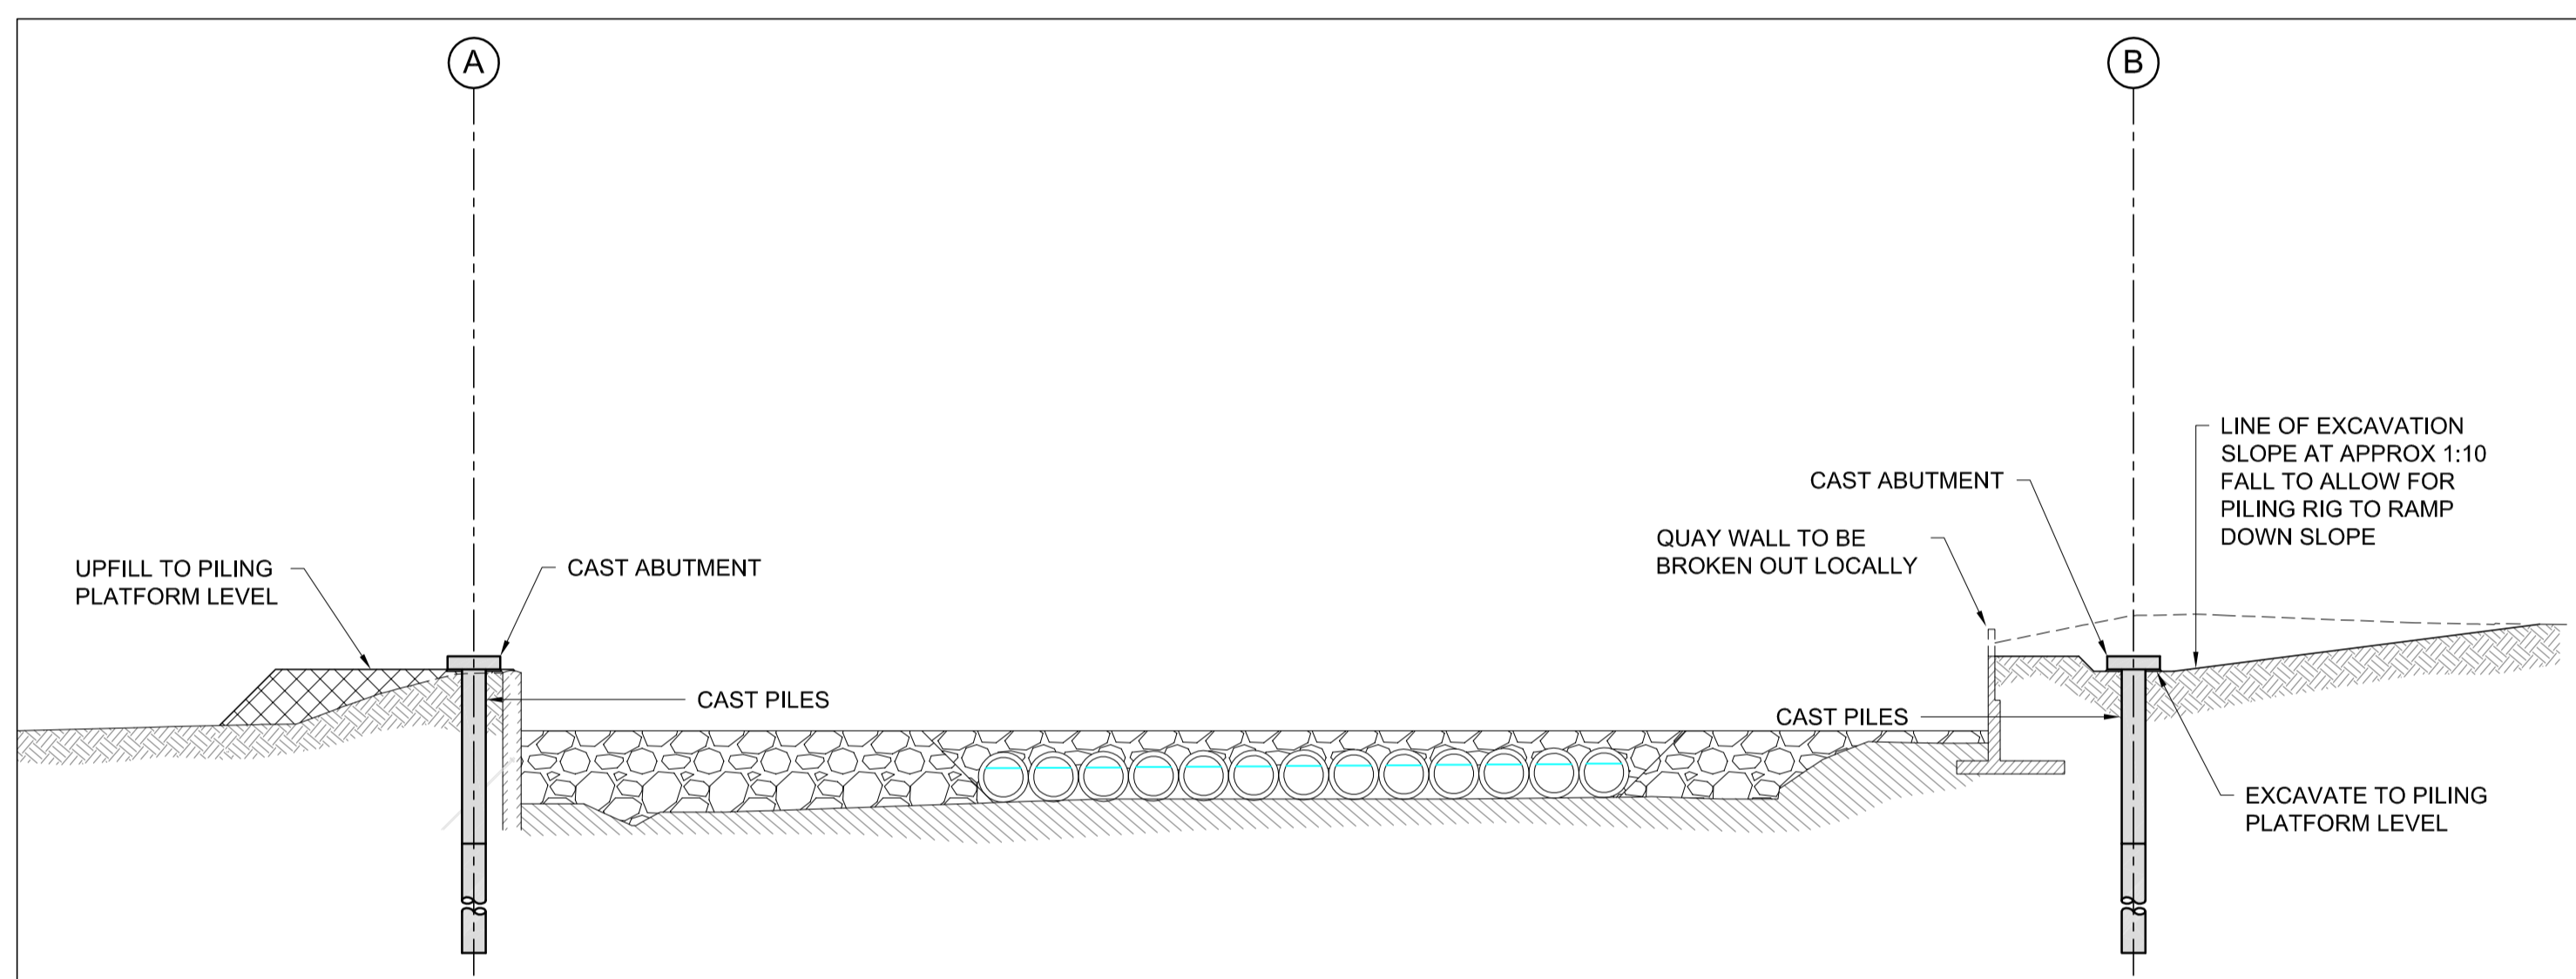 A
B
UPFILL TO PILING
PLATFORM LEVEL
CAST ABUTMENT
CAST PILES
QUAY WALL TO BE
BROKEN OUT LOCALLY
CAST ABUTMENT
LINE OF EXCAVATION
SLOPE AT APPROX 1:10
FALL TO ALLOW FOR
PILING RIG TO RAMP
DOWN SLOPE
CAST PILES
EXCAVATE TO PILING
PLATFORM LEVEL